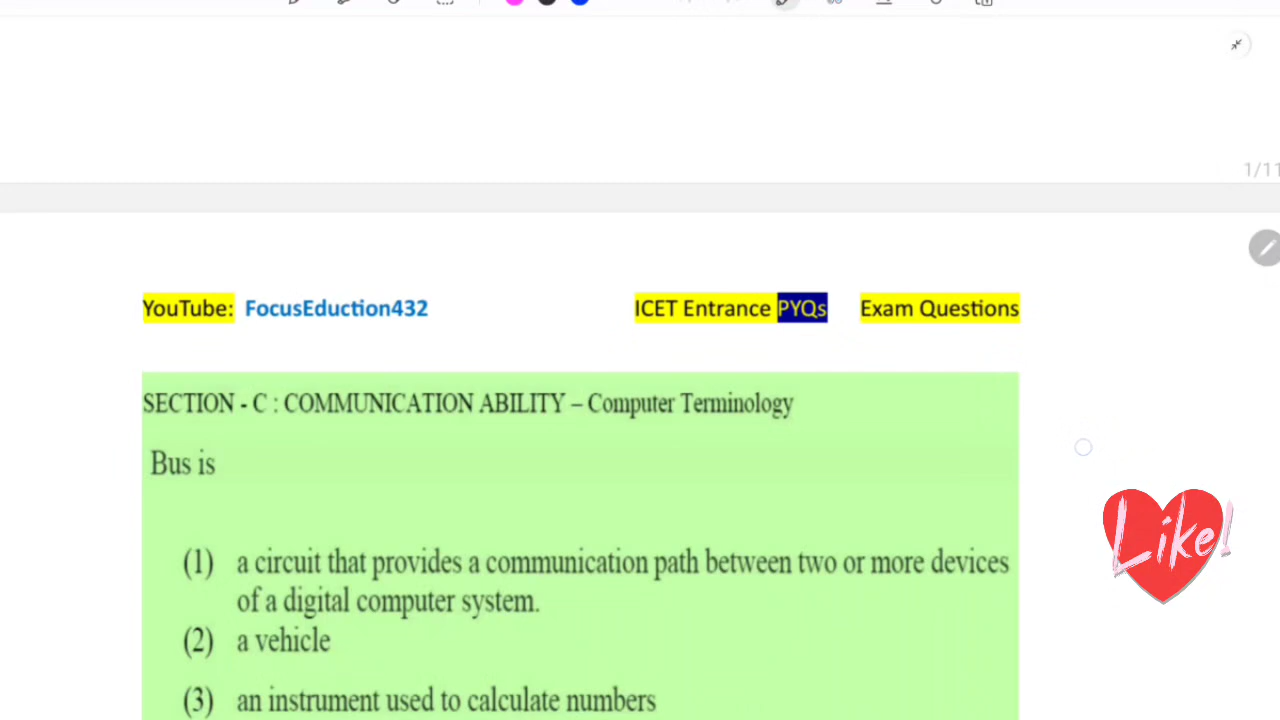 1/11
YouTube: FocusEduction432 ICET Entrance PYQs Exam Questions
SECTION - C : COMMUNICATION ABILITY – Computer Terminology
Bus is
(1) a circuit that provides a communication path between two or more devices
of a digital computer system.
(2) a vehicle
Like!
(3) an instrument used to calculate numbers